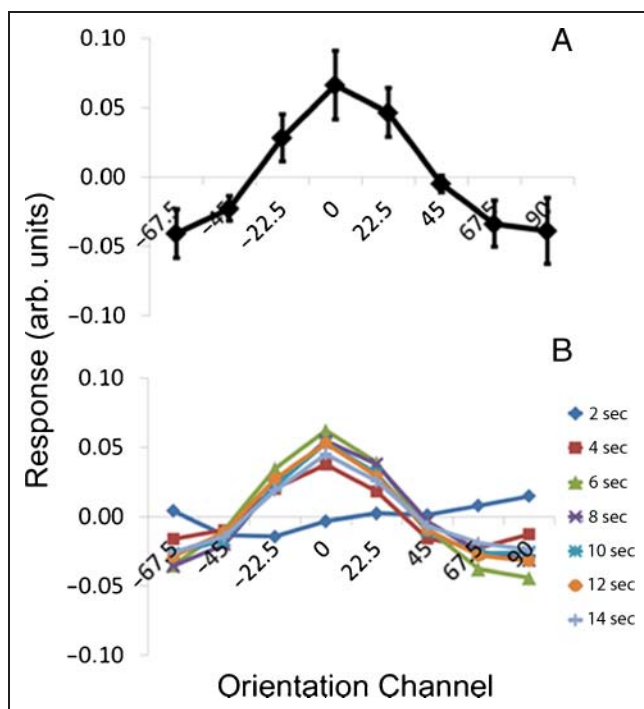 A
0.10
0.05
0.00
−0.05
−0.10
−67.5 −45 −22.5 0 22.5 45 67.5 90
Response (arb. units)
B
0.10
0.05
0.00
−0.05
−0.10
−67.5 −45 −22.5 0 22.5 45 67.5 90
2 sec
4 sec
6 sec
8 sec
10 sec
12 sec
14 sec
Orientation Channel